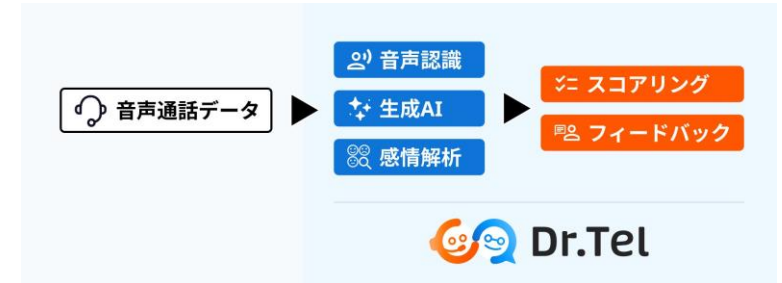 音声通話データ
音声認識
生成AI
感情解析
スコアリング
フィードバック
Dr.Tel